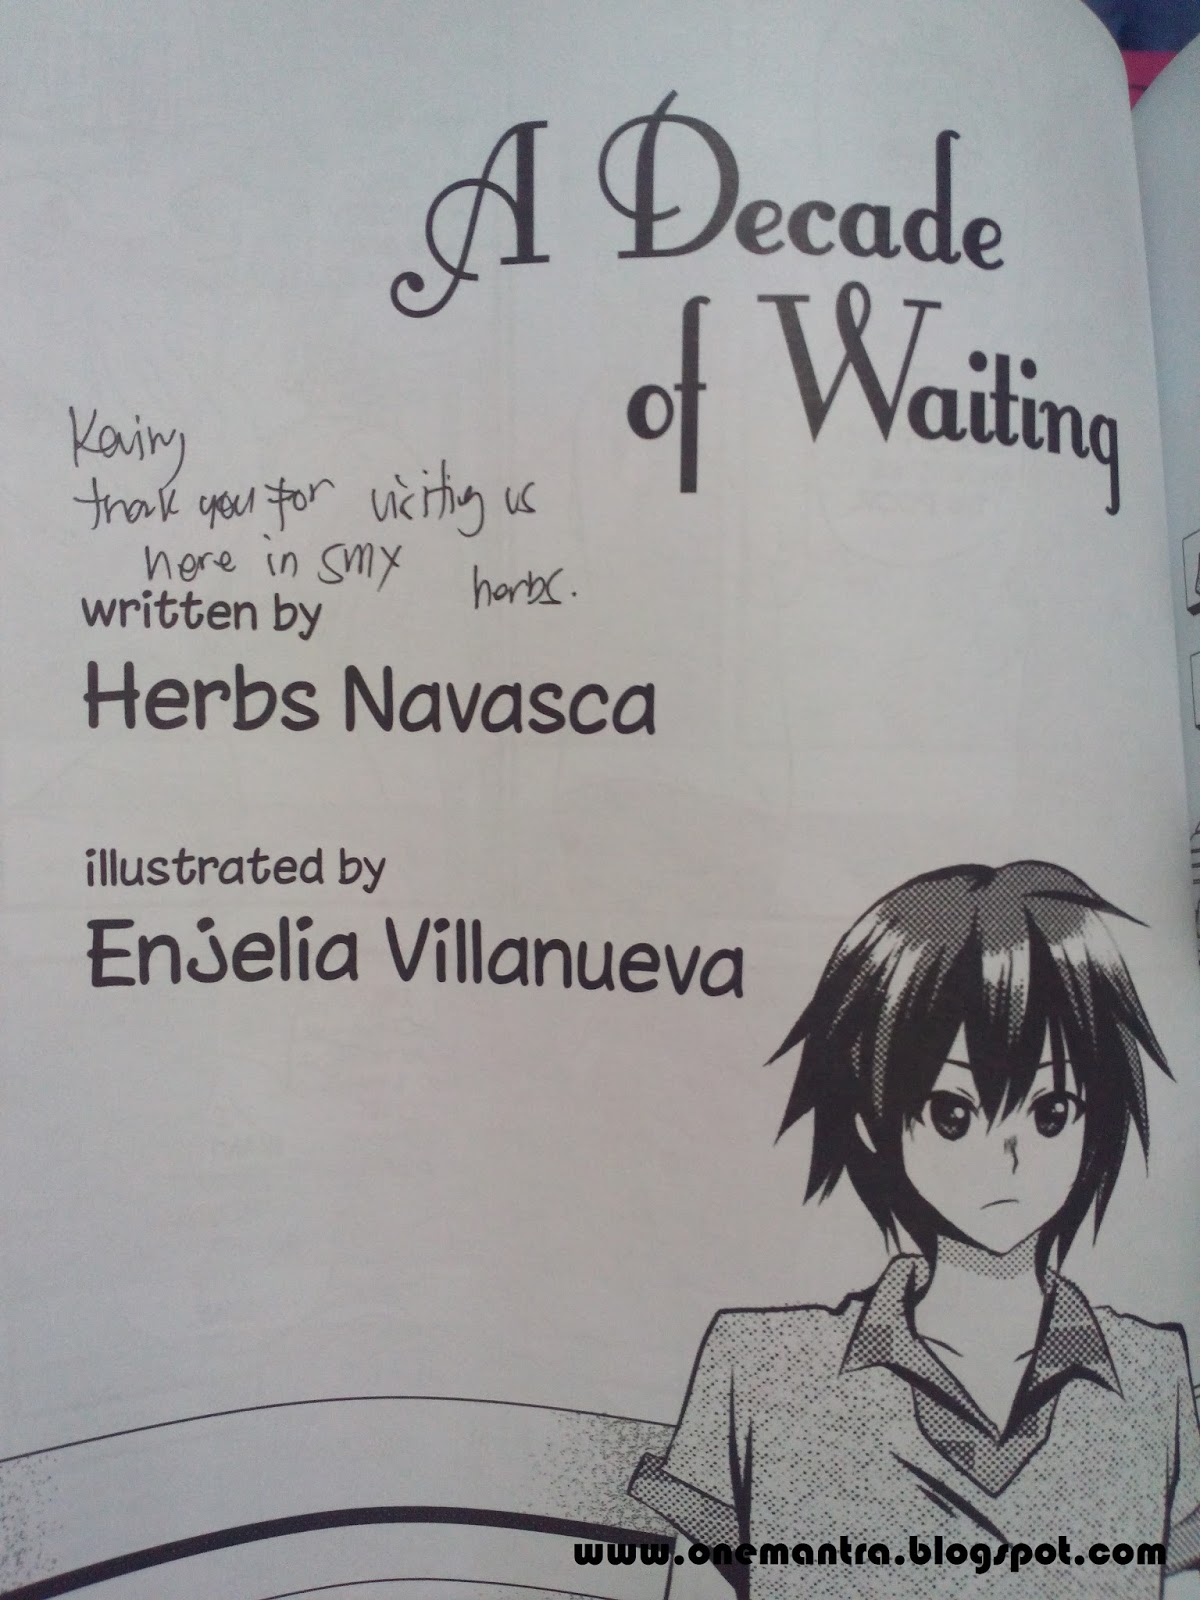 A Decade
of Waiting
thank you for visiting us
here in SMX
herbs.
written by
Herbs Navasca
illustrated by
Enjelia Villanueva
www.onemantra.blogspot.com